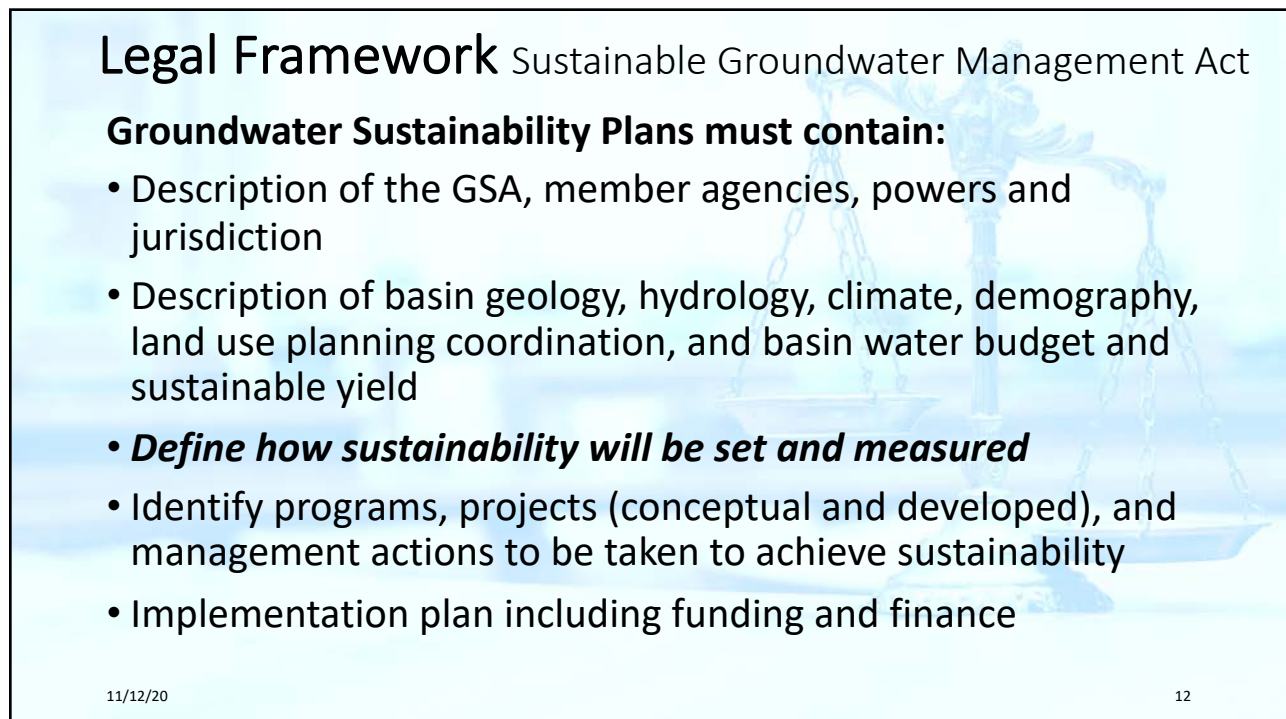 Legal Framework Sustainable Groundwater Management Act
Groundwater Sustainability Plans must contain:
• Description of the GSA, member agencies, powers and
jurisdiction
• Description of basin geology, hydrology, climate, demography,
land use planning coordination, and basin water budget and
sustainable yield
• Define how sustainability will be set and measured
• Identify programs, projects (conceptual and developed), and
management actions to be taken to achieve sustainability
• Implementation plan including funding and finance
11/12/20 12